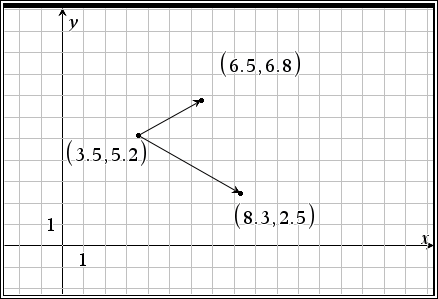 y
(6.5,6.8)
(3.5,5.2)
(8.3,2.5)
1
x
1